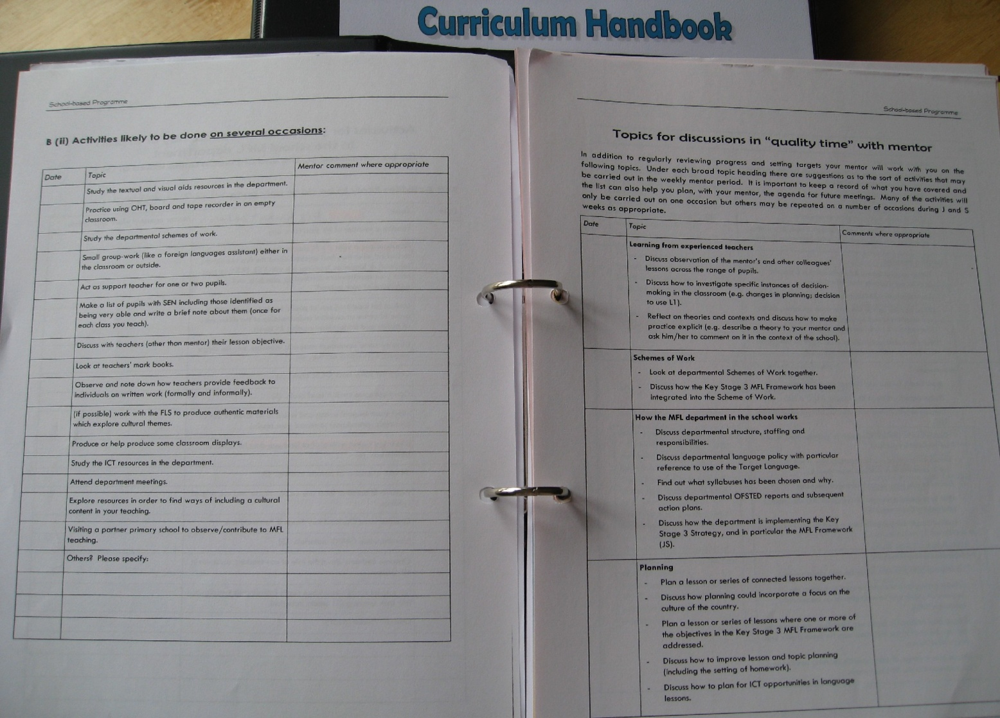 Curriculum Handbook
School-based Programme
B (ii) Activities likely to be done on several occasions:
Date
Topic
Mentor comment where appropriate
Study the textual and visual aids resources in the department.
Practice using OHT, board and tape recorder in an empty
classroom.
Study the departmental schemes of work.
Small group-work (like a foreign languages assistant) either in
the classroom or outside.
Act as support teacher for one or two pupils.
Make a list of pupils with SEN including those identified as
being very able and write a brief note about them (once for
each class you teach).
Discuss with teachers (other than mentor) their lesson objective.
Look at teachers' mark books.
Observe and note down how teachers provide feedback to
individuals on written work (formally and informally).
(if possible) work with the FLS to produce authentic materials
which explore cultural themes.
Produce or help produce some classroom displays.
Study the ICT resources in the department.
Attend department meetings.
Explore resources in order to find ways of including a cultural
content in your teaching.
Visiting a partner primary school to observe/contribute to MFL
teaching.
Others? Please specify:
School-based Programme
Topics for discussions in "quality time" with mentor
In addition to regularly reviewing progress and setting targets your mentor will work with you on the
following topics. Under each broad topic heading there are suggestions as to the sort of activities that may
be carried out in the weekly mentor period. It is important to keep a record of what you have covered and
the list can also help you plan, with your mentor, the agenda for future meetings. Many of the activities will
only be carried out on one occasion but others may be repeated on a number of occasions during J and S
weeks as appropriate.
Date
Topic
Comments where appropriate
Learning from experienced teachers
- Discuss observation of the mentor's and other colleagues'
lessons across the range of pupils.
- Discuss how to investigate specific instances of decision-
making in the classroom (e.g. changes in planning; decision
to use L1).
- Reflect on theories and contexts and discuss how to make
practice explicit (e.g. describe a theory to your mentor and
ask him/her to comment on it in the context of the school).
Schemes of Work
- Look at departmental Schemes of Work together.
- Discuss how the Key Stage 3 MFL Framework has been
integrated into the Scheme of Work.
How the MFL department in the school works
- Discuss departmental structure, staffing and
responsibilities.
- Discuss departmental language policy with particular
reference to use of the Target Language.
- Find out what syllabuses has been chosen and why.
- Discuss departmental OFSTED reports and subsequent
action plans.
- Discuss how the department is implementing the Key
Stage 3 Strategy, and in particular the MFL Framework
(JS).
Planning
- Plan a lesson or series of connected lessons together.
- Discuss how planning could incorporate a focus on the
culture of the country.
- Plan a lesson or series of lessons where one or more of
the objectives in the Key Stage 3 MFL Framework are
addressed.
- Discuss how to improve lesson and topic planning
(including the setting of homework).
- Discuss how to plan for ICT opportunities in language
lessons.